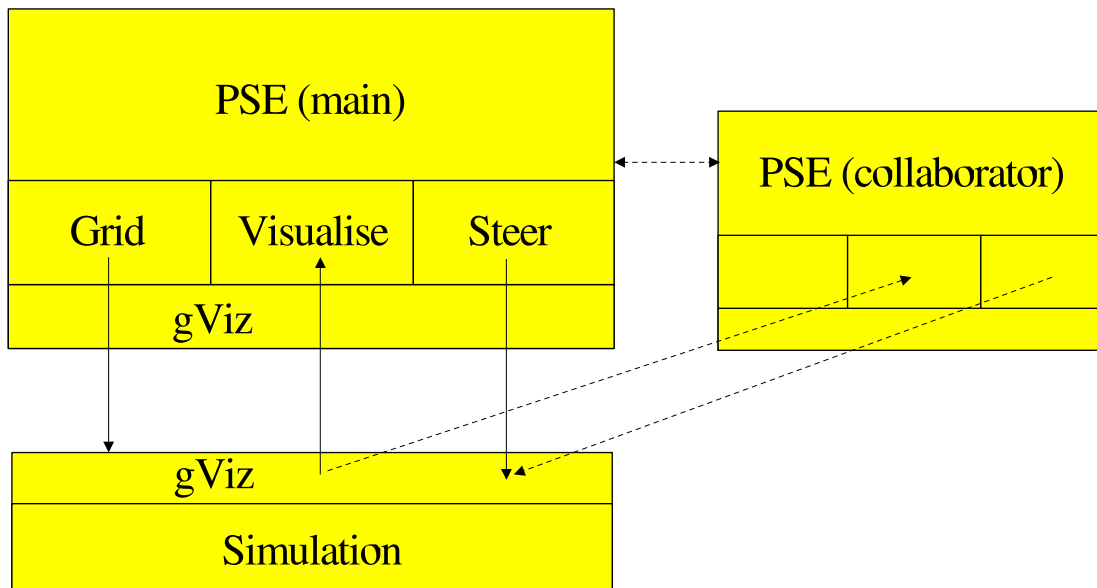 PSE (main)
PSE (collaborator)
Grid
Visualise
Steer
gViz
gViz
Simulation